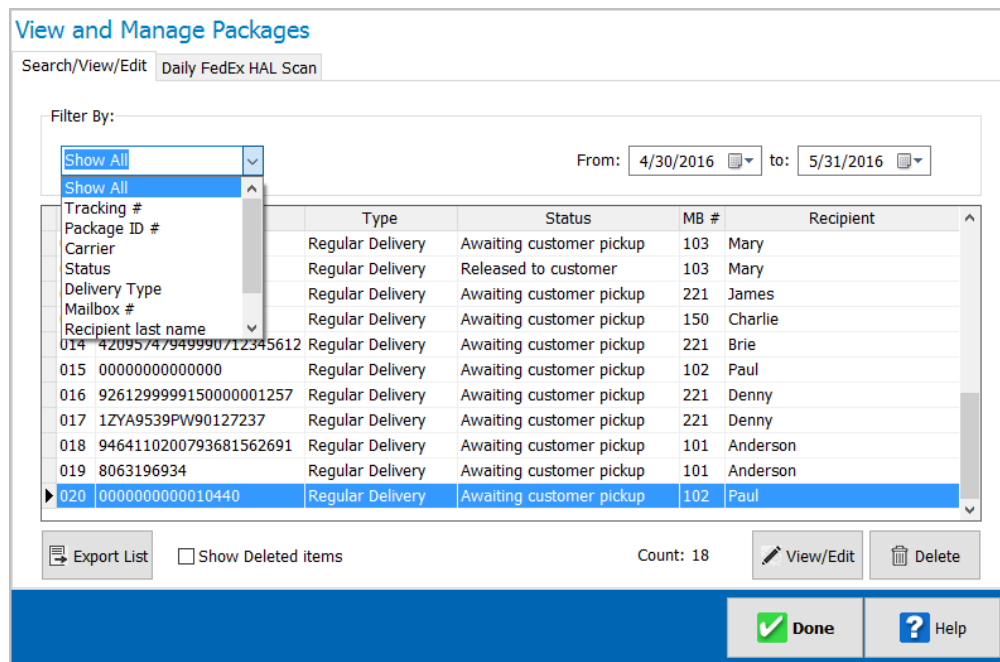 View and Manage Packages
Search/View/Edit Daily FedEx HAL Scan
Filter By:
Show All From: 4/30/2016 to: 5/31/2016
Show All
Tracking #
Package ID #
Carrier
Status
Delivery Type
Mailbox #
Recipient last name
Type Status MB # Recipient
Regular Delivery Awaiting customer pickup 103 Mary
Regular Delivery Released to customer 103 Mary
Regular Delivery Awaiting customer pickup 221 James
Regular Delivery Awaiting customer pickup 150 Charlie
014 42095747949990712345612 Regular Delivery Awaiting customer pickup 221 Brie
015 00000000000000 Regular Delivery Awaiting customer pickup 102 Paul
016 9261299999150000001257 Regular Delivery Awaiting customer pickup 221 Denny
017 1ZYA9539PW90127237 Regular Delivery Awaiting customer pickup 221 Denny
018 9464110200793681562691 Regular Delivery Awaiting customer pickup 101 Anderson
019 8063196934 Regular Delivery Awaiting customer pickup 101 Anderson
020 0000000000010440 Regular Delivery Awaiting customer pickup 102 Paul
Export List Show Deleted items Count: 18 View/Edit Delete
Done Help